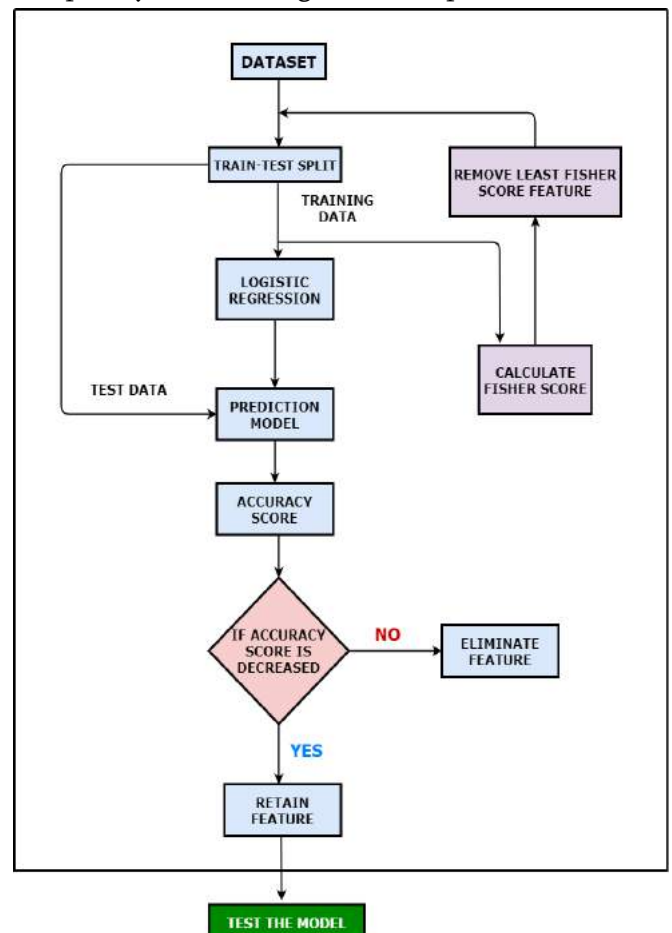 DATASET
TRAIN-TEST SPLIT
REMOVE LEAST FISHER
SCORE FEATURE
TRAINING
DATA
LOGISTIC
REGRESSION
CALCULATE
FISHER SCORE
TEST DATA
PREDICTION
MODEL
ACCURACY
SCORE
IF ACCURACY
SCORE IS
DECREASED
NO
ELIMINATE
FEATURE
YES
RETAIN
FEATURE
TEST THE MODEL